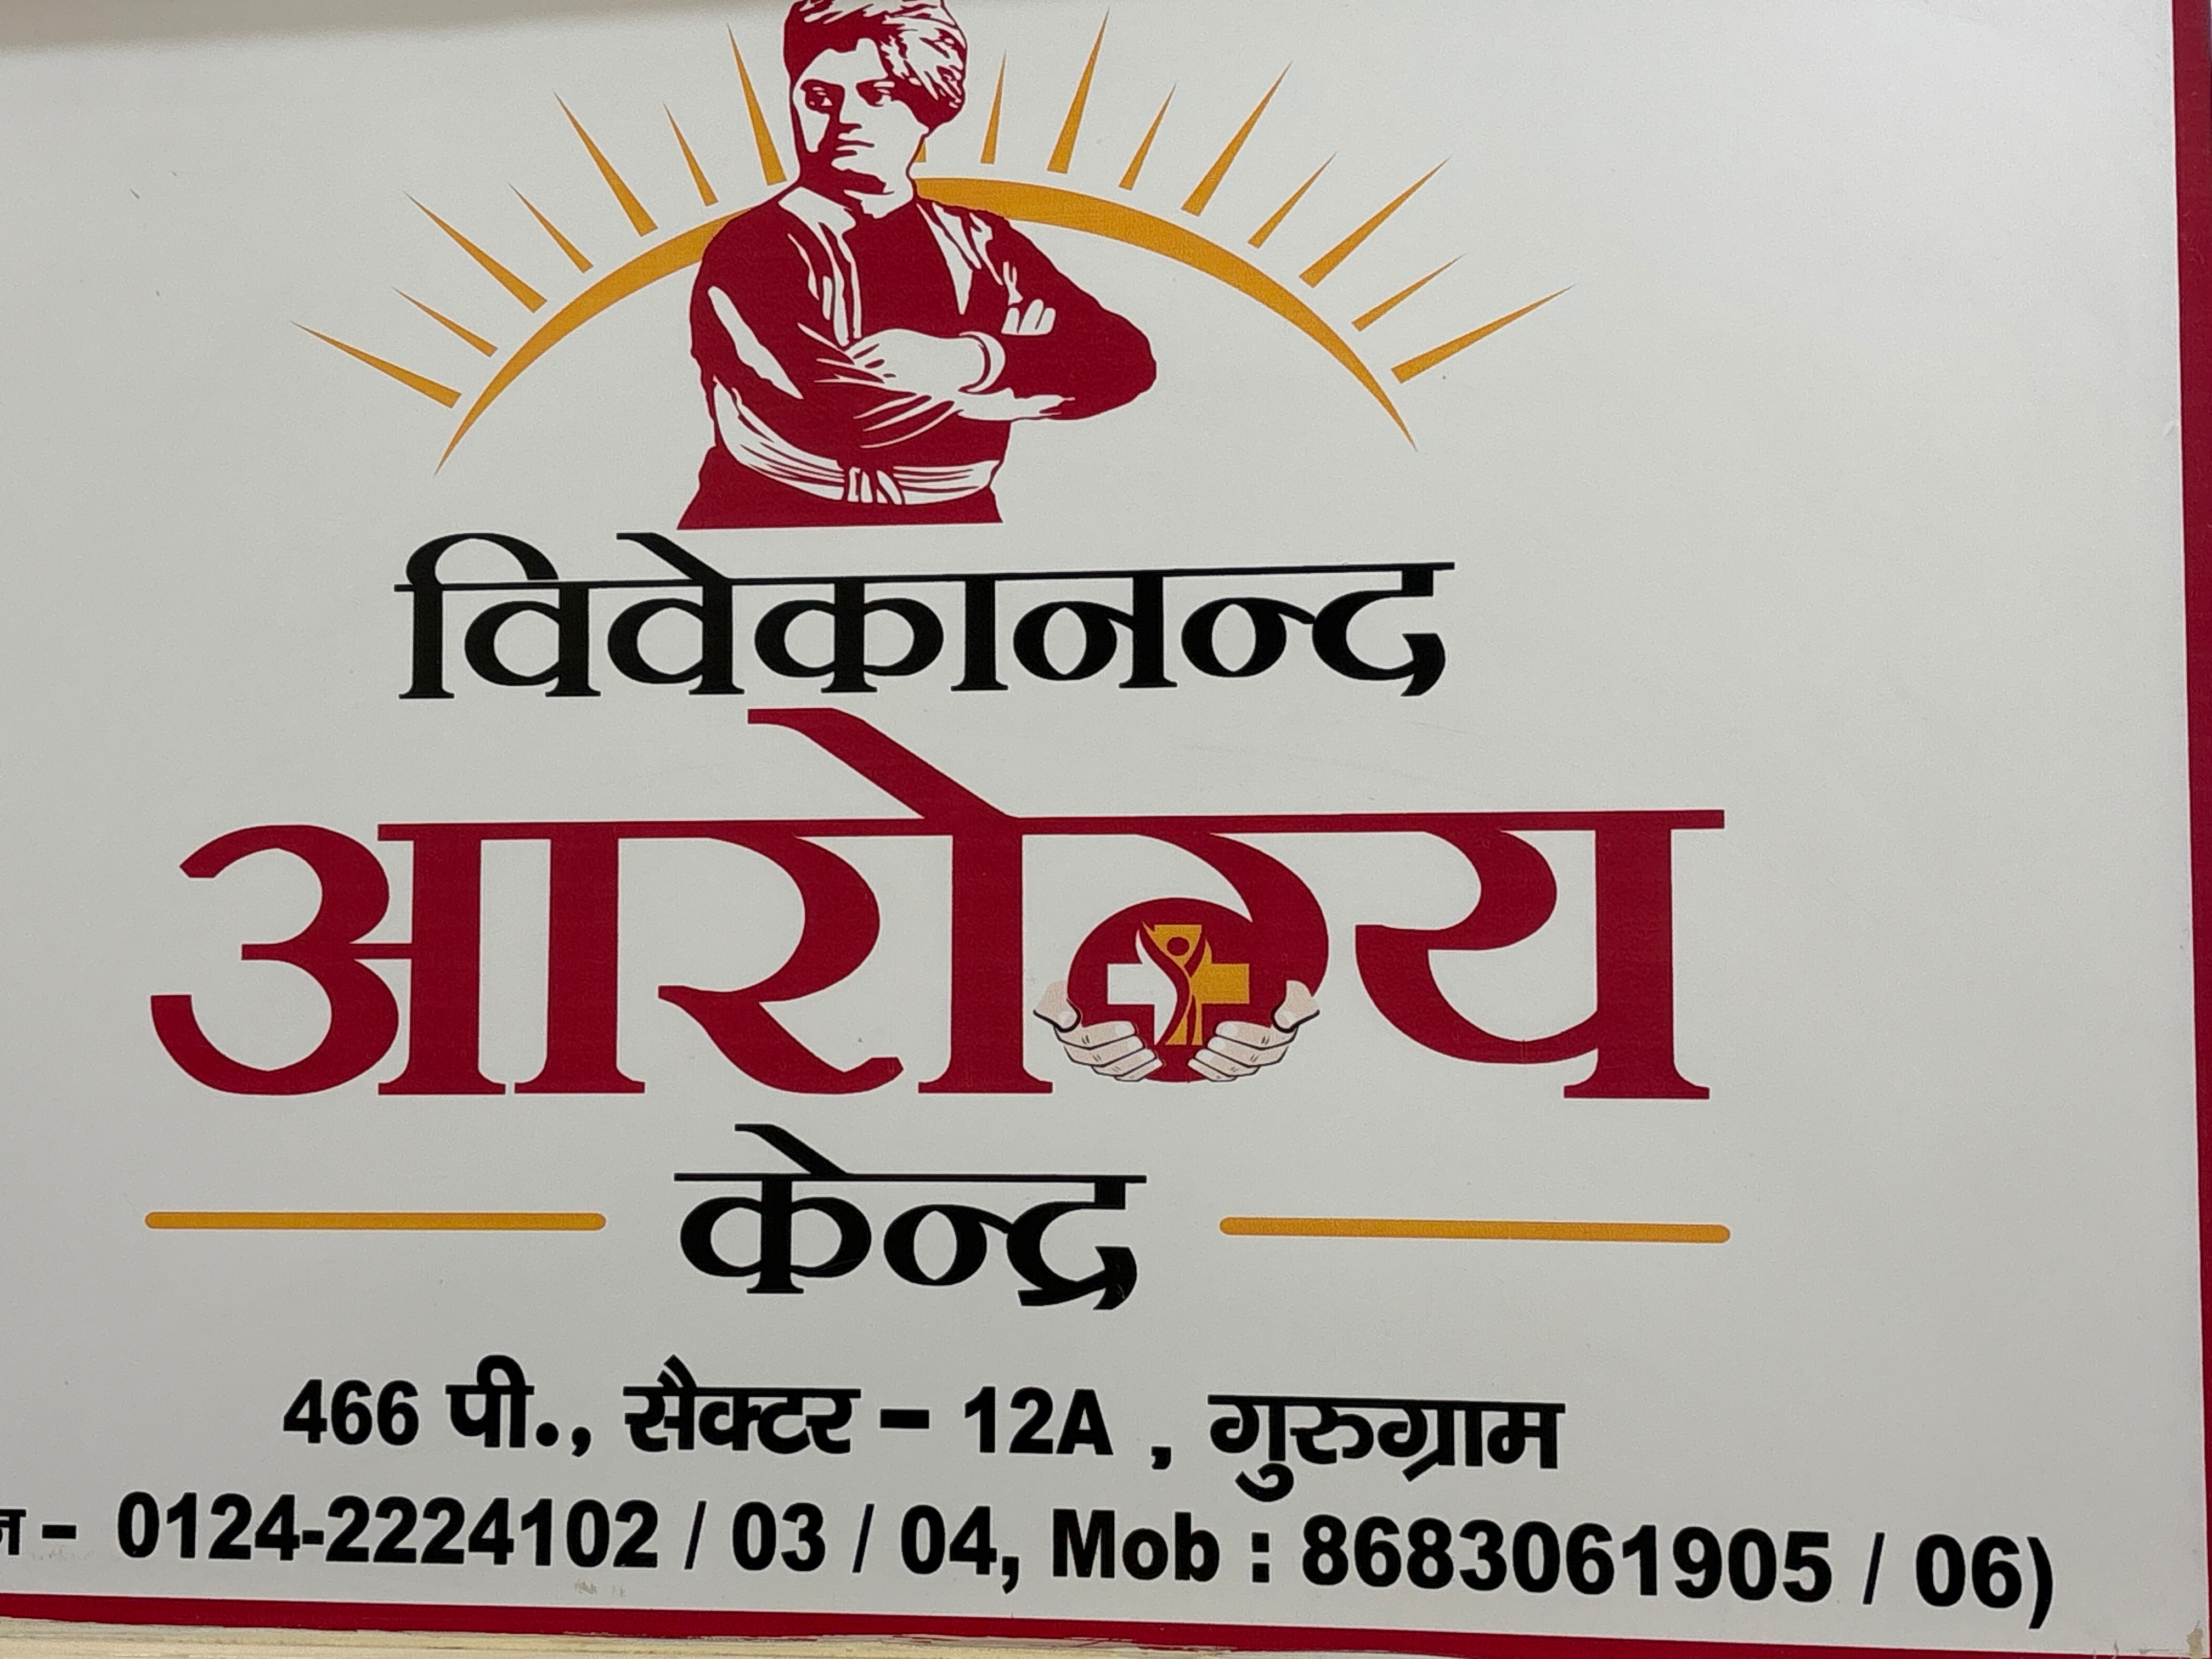 विवेकानन्द
आरोग्य
केन्द्र
466 पी., सैक्टर – 12A , गुरुग्राम
– 0124-2224102 / 03 / 04, Mob : 8683061905 / 06)